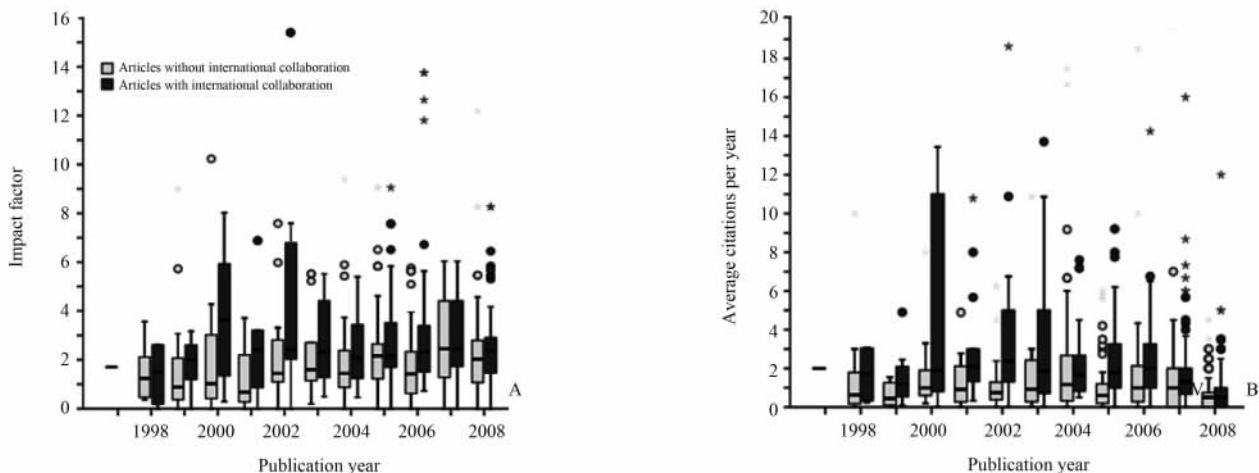 16
14
12
10
8
6
4
2
0
Impact factor
Articles without international collaboration
Articles with international collaboration
1998 2000 2002 2004 2006 2008
Publication year
A
20
18
16
14
12
10
8
6
4
2
0
Average citations per year
1998 2000 2002 2004 2006 2008
Publication year
V
B